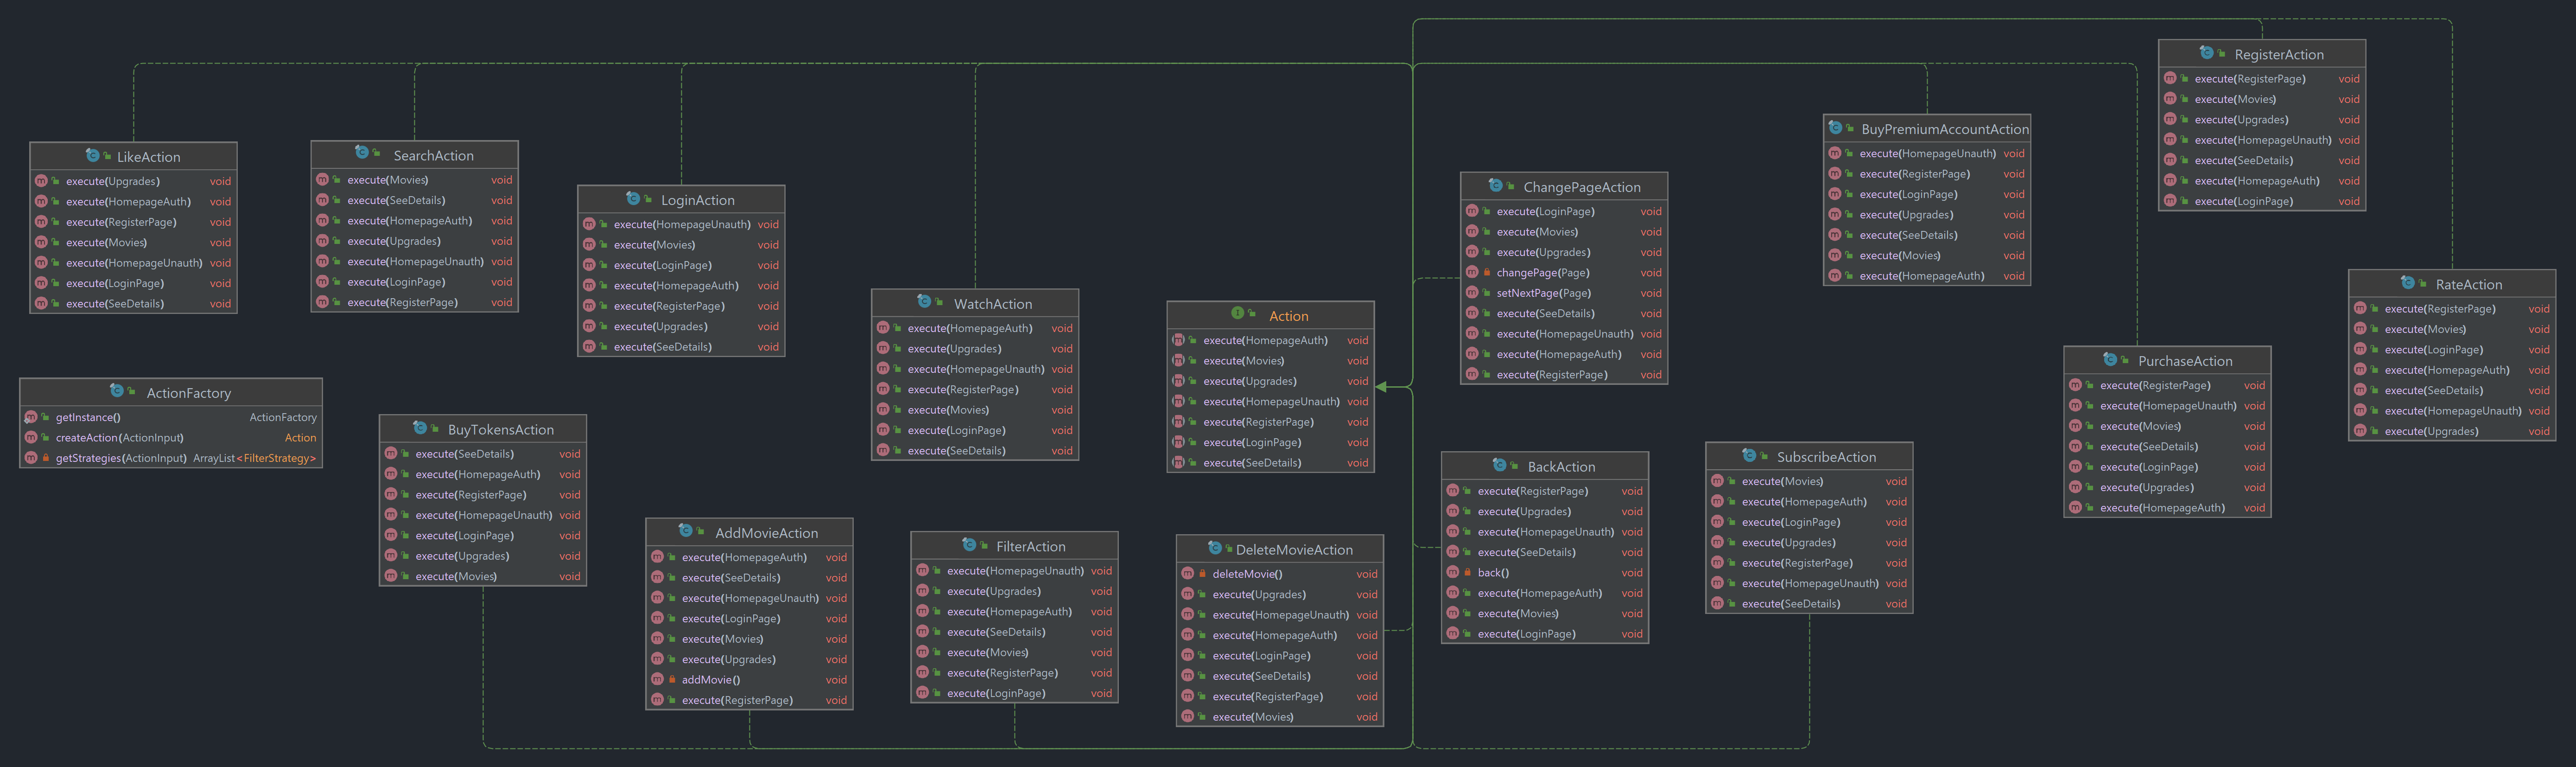 LikeAction
execute(Upgrades) void
execute(HomepageAuth) void
execute(RegisterPage) void
execute(Movies) void
execute(HomepageUnauth) void
execute(LoginPage) void
execute(SeeDetails) void
SearchAction
execute(Movies) void
execute(SeeDetails) void
execute(HomepageAuth) void
execute(Upgrades) void
execute(HomepageUnauth) void
execute(LoginPage) void
execute(RegisterPage) void
LoginAction
execute(HomepageUnauth) void
execute(Movies) void
execute(LoginPage) void
execute(HomepageAuth) void
execute(RegisterPage) void
execute(Upgrades) void
execute(SeeDetails) void
WatchAction
execute(HomepageAuth) void
execute(Upgrades) void
execute(HomepageUnauth) void
execute(RegisterPage) void
execute(Movies) void
execute(LoginPage) void
execute(SeeDetails) void
Action
execute(HomepageAuth) void
execute(Movies) void
execute(Upgrades) void
execute(HomepageUnauth) void
execute(RegisterPage) void
execute(LoginPage) void
execute(SeeDetails) void
ChangePageAction
execute(LoginPage) void
execute(Movies) void
execute(Upgrades) void
changePage(Page) void
setNextPage(Page) void
execute(SeeDetails) void
execute(HomepageUnauth) void
execute(HomepageAuth) void
execute(RegisterPage) void
BuyPremiumAccountAction
execute(HomepageUnauth) void
execute(RegisterPage) void
execute(LoginPage) void
execute(Upgrades) void
execute(SeeDetails) void
execute(Movies) void
execute(HomepageAuth) void
RegisterAction
execute(RegisterPage) void
execute(Movies) void
execute(Upgrades) void
execute(HomepageUnauth) void
execute(SeeDetails) void
execute(HomepageAuth) void
execute(LoginPage) void
RateAction
execute(RegisterPage) void
execute(Movies) void
execute(LoginPage) void
execute(HomepageAuth) void
execute(SeeDetails) void
execute(HomepageUnauth) void
execute(Upgrades) void
PurchaseAction
execute(RegisterPage) void
execute(HomepageUnauth) void
execute(Movies) void
execute(SeeDetails) void
execute(LoginPage) void
execute(Upgrades) void
execute(HomepageAuth) void
ActionFactory
getInstance() ActionFactory
createAction(ActionInput) Action
getStrategies(ActionInput) ArrayList<FilterStrategy>
BuyTokensAction
execute(SeeDetails) void
execute(HomepageAuth) void
execute(RegisterPage) void
execute(HomepageUnauth) void
execute(LoginPage) void
execute(Upgrades) void
execute(Movies) void
AddMovieAction
execute(HomepageAuth) void
execute(SeeDetails) void
execute(HomepageUnauth) void
execute(LoginPage) void
execute(Movies) void
execute(Upgrades) void
addMovie() void
execute(RegisterPage) void
FilterAction
execute(HomepageUnauth) void
execute(Upgrades) void
execute(HomepageAuth) void
execute(SeeDetails) void
execute(Movies) void
execute(RegisterPage) void
execute(LoginPage) void
DeleteMovieAction
deleteMovie() void
execute(Upgrades) void
execute(HomepageUnauth) void
execute(HomepageAuth) void
execute(LoginPage) void
execute(SeeDetails) void
execute(RegisterPage) void
execute(Movies) void
BackAction
execute(RegisterPage) void
execute(Upgrades) void
execute(HomepageUnauth) void
execute(SeeDetails) void
back() void
execute(HomepageAuth) void
execute(Movies) void
execute(LoginPage) void
SubscribeAction
execute(Movies) void
execute(HomepageAuth) void
execute(LoginPage) void
execute(Upgrades) void
execute(RegisterPage) void
execute(HomepageUnauth) void
execute(SeeDetails) void